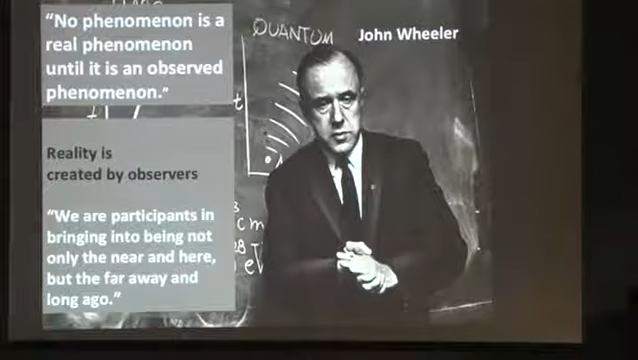 "No phenomenon is a
real phenomenon
until it is an observed
phenomenon."
QUANTUM
John Wheeler
Reality is
created by observers
"We are participants in
bringing into being not
only the near and here,
but the far away and
long ago."